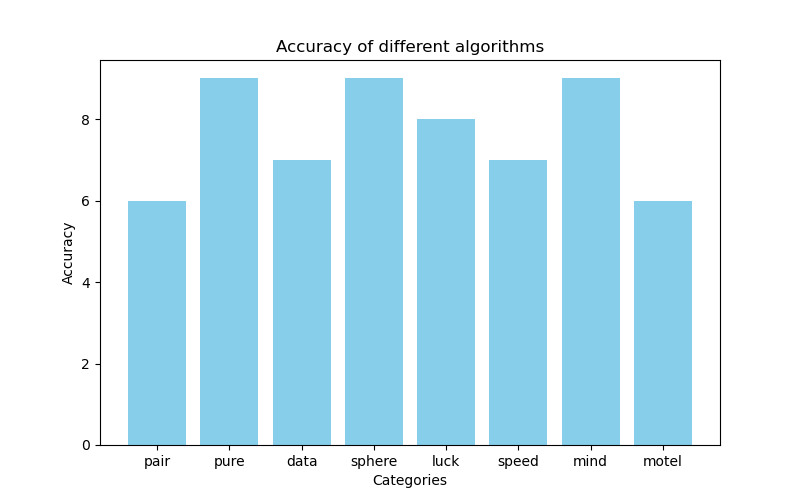 Accuracy of different algorithms
8
6
4
2
0
Accuracy
pair pure data sphere luck speed mind motel
Categories